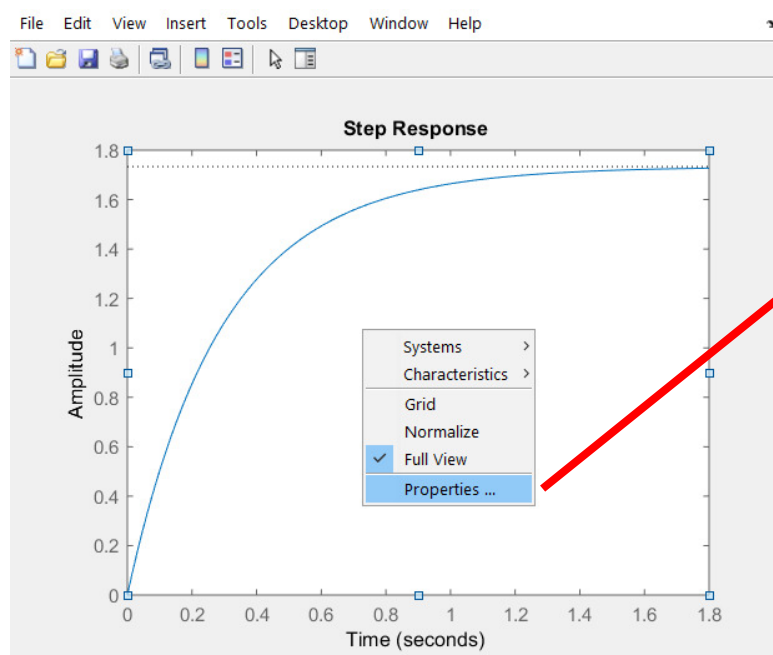 File Edit View Insert Tools Desktop Window Help
Step Response
1.8
1.6
1.4
1.2
1
0.8
0.6
0.4
0.2
0
Amplitude
Systems
Characteristics
Grid
Normalize
Full View
Properties ...
0 0.2 0.4 0.6 0.8 1 1.2 1.4 1.6 1.8
Time (seconds)